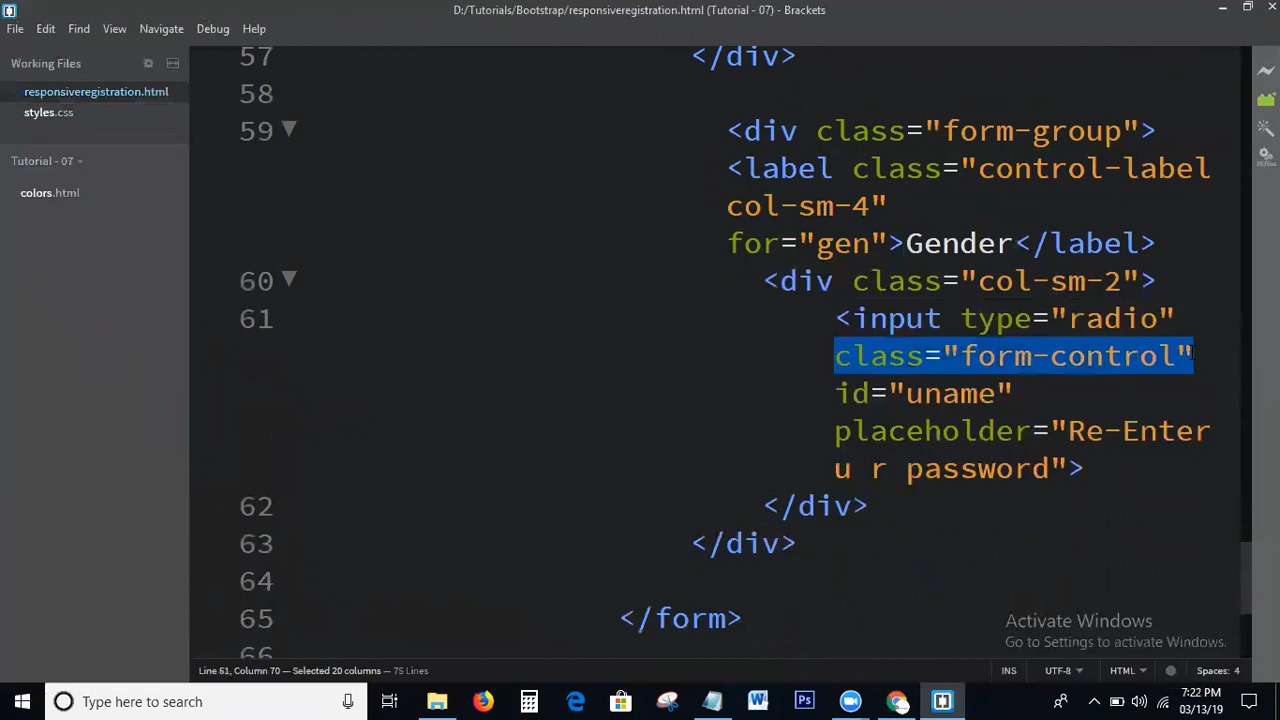 D:/Tutorials/Bootstrap/responsiveregistration.html (Tutorial - 07) - Brackets
File Edit Find View Navigate Debug Help
Working Files
responsiveregistration.html
styles.css
Tutorial - 07
colors.html
57 </div>
58
59 <div class="form-group">
<label class="control-label
col-sm-4"
for="gen">Gender</label>
60 <div class="col-sm-2">
61 <input type="radio"
class="form-control"
id="uname"
placeholder="Re-Enter
u r password">
62 </div>
63 </div>
64
65 </form>
66
Activate Windows
Go to Settings to activate Windows.
Line 61, Column 70 — Selected 20 columns — 75 Lines
INS UTF-8 HTML Spaces: 4
Type here to search
7:22 PM
03/13/19